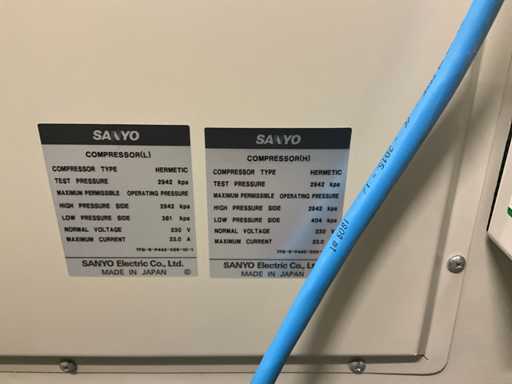 SANYO
COMPRESSOR(L)
COMPRESSOR TYPE HERMETIC
TEST PRESSURE 2942 kpa
MAXIMUM PERMISSIBLE OPERATING PRESSURE
HIGH PRESSURE SIDE 2942 kpa
LOW PRESSURE SIDE 381 kpa
NORMAL VOLTAGE 230 V
MAXIMUM CURRENT 23.0 A
SANYO Electric Co., Ltd.
MADE IN JAPAN ©
SANYO
COMPRESSOR(H)
COMPRESSOR TYPE HERMETIC
TEST PRESSURE 2942 kpa
MAXIMUM PERMISSIBLE OPERATING PRESSURE
HIGH PRESSURE SIDE 2942 kpa
LOW PRESSURE SIDE 404 kpa
NORMAL VOLTAGE 230 V
MAXIMUM CURRENT 23.0
SANYO Electric Co.,
MADE IN JAPAN